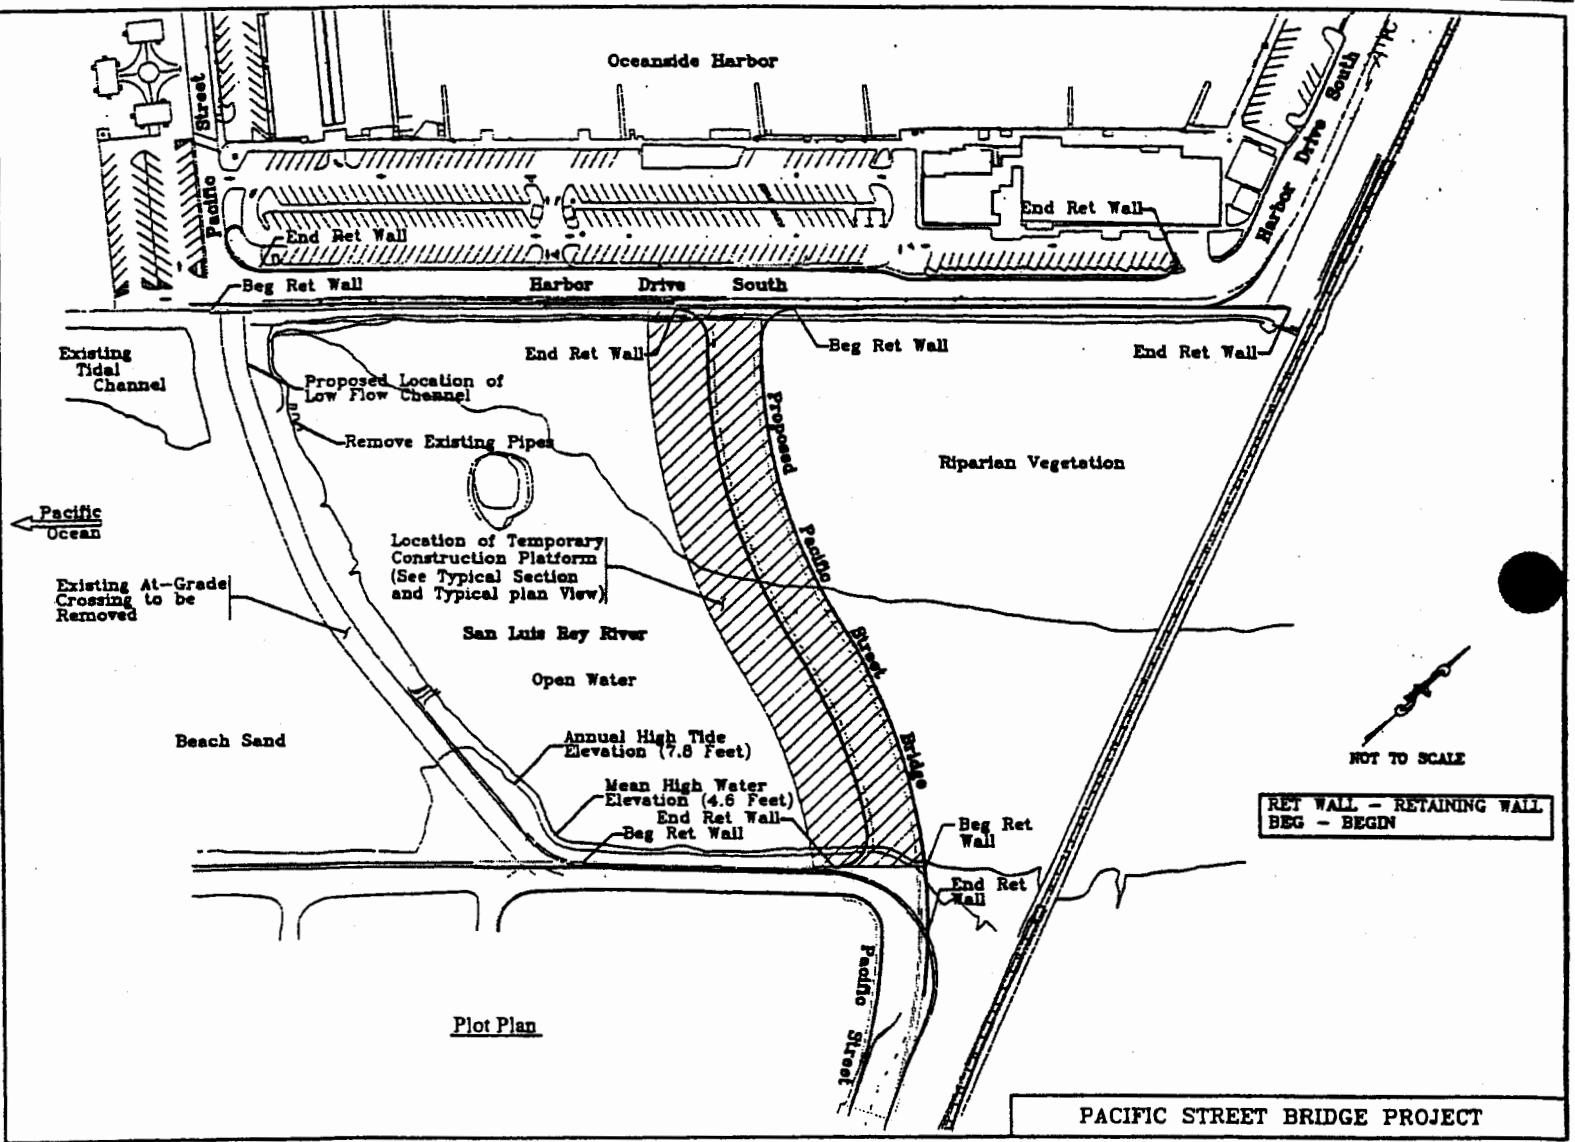 Oceanside Harbor
Street
Pacific
Harbor Drive South
End Ret Wall
End Ret Wall
Beg Ret Wall
Harbor Drive South
End Ret Wall
Beg Ret Wall
End Ret Wall
Existing
Tidal
Channel
Proposed Location of
Low Flow Channel
Remove Existing Pipes
Riparian Vegetation
Pacific
Ocean
Proposed Pacific Street Bridge
Location of Temporary
Construction Platform
(See Typical Section
and Typical plan View)
Existing At-Grade
Crossing to be
Removed
San Luis Rey River
Open Water
Beach Sand
Annual High Tide
Elevation (7.8 Feet)
Mean High Water
Elevation (4.6 Feet)
End Ret Wall
Beg Ret Wall
Beg Ret
Wall
End Ret
Wall
NOT TO SCALE
RET WALL - RETAINING WALL
BEG - BEGIN
Pacific Street
Plot Plan
PACIFIC STREET BRIDGE PROJECT